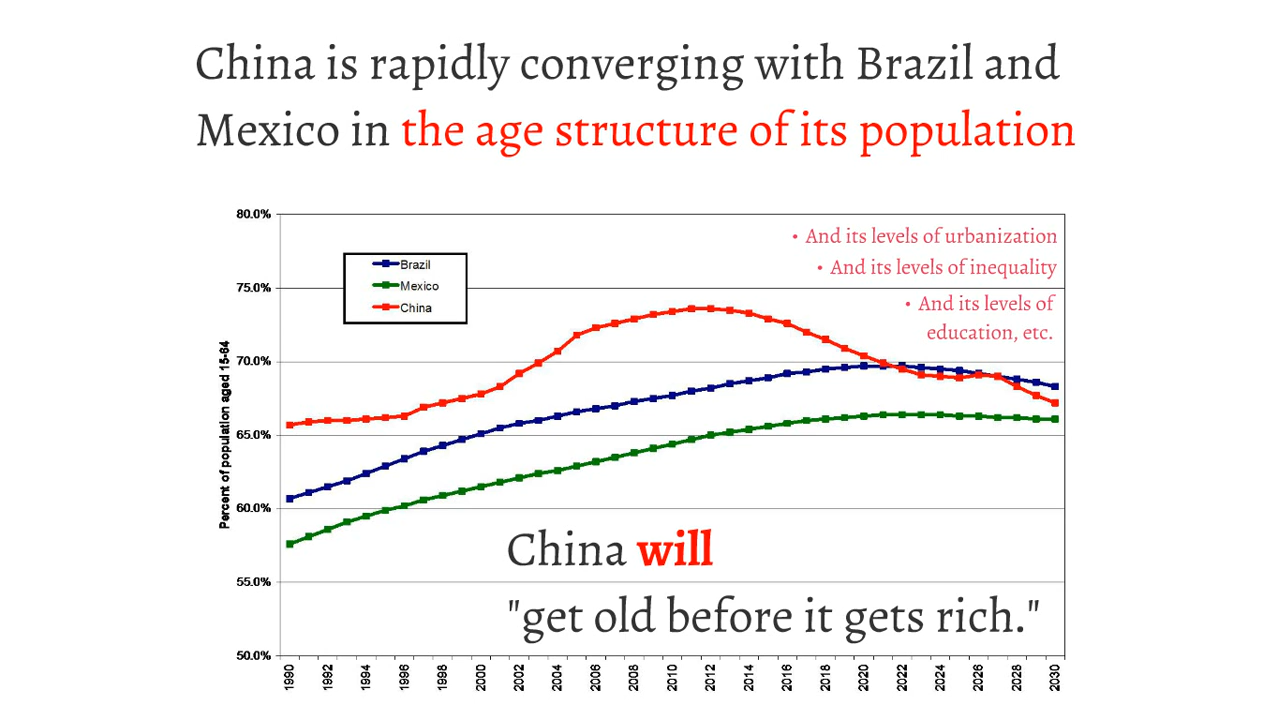 China is rapidly converging with Brazil and
Mexico in the age structure of its population
80.0%
• And its levels of urbanization
• And its levels of inequality
Brazil
Mexico
China
75.0%
• And its levels of
education, etc.
70.0%
Percent of population aged 15-64
65.0%
60.0%
China will
55.0%
"get old before it gets rich."
50.0%
1990 1992 1994 1996 1998 2000 2002 2004 2006 2008 2010 2012 2014 2016 2018 2020 2022 2024 2026 2028 2030